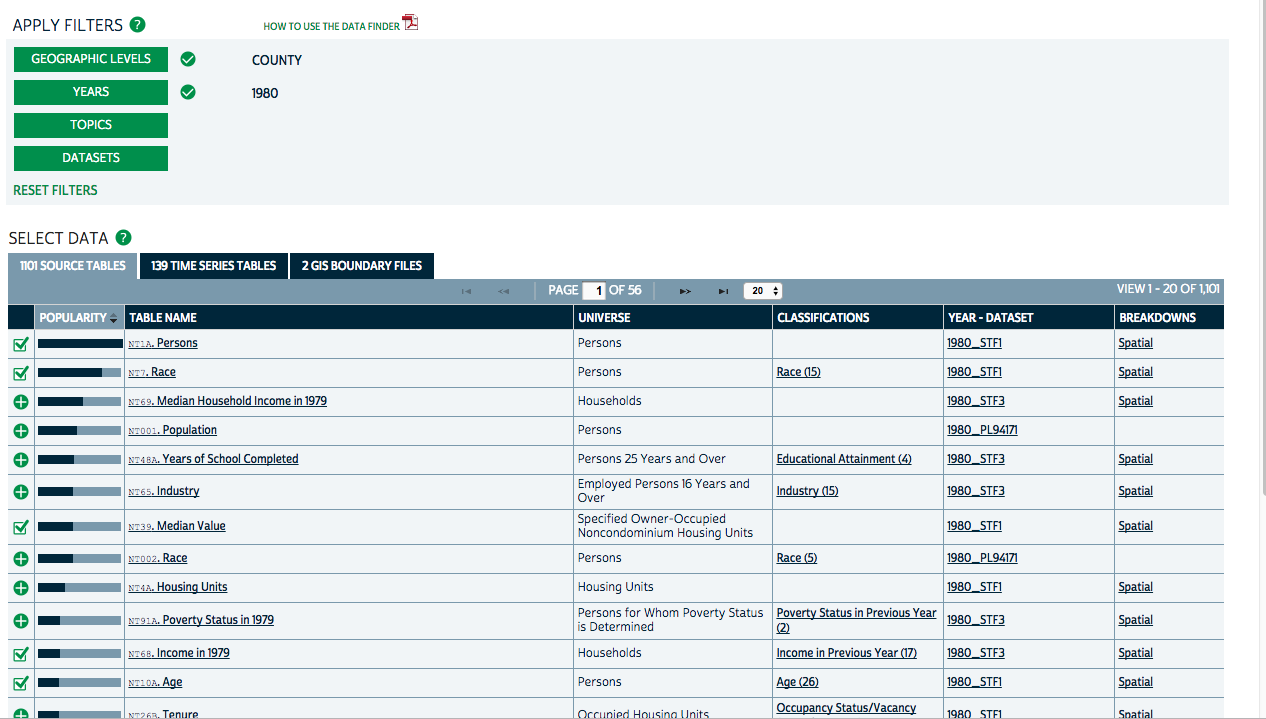 APPLY FILTERS ?
HOW TO USE THE DATA FINDER
GEOGRAPHIC LEVELS COUNTY
YEARS 1980
TOPICS
DATASETS
RESET FILTERS
SELECT DATA ?
1101 SOURCE TABLES 139 TIME SERIES TABLES 2 GIS BOUNDARY FILES
PAGE 1 OF 56 20 VIEW 1 - 20 OF 1,101
POPULARITY TABLE NAME UNIVERSE CLASSIFICATIONS YEAR - DATASET BREAKDOWNS
NT1A. Persons Persons 1980_STF1 Spatial
NT7. Race Persons Race (15) 1980_STF1 Spatial
NT69. Median Household Income in 1979 Households 1980_STF3 Spatial
NT001. Population Persons 1980_PL94171
NT48A. Years of School Completed Persons 25 Years and Over Educational Attainment (4) 1980_STF3 Spatial
NT65. Industry Employed Persons 16 Years and
Over Industry (15) 1980_STF3 Spatial
NT39. Median Value Specified Owner-Occupied
Noncondominium Housing Units 1980_STF1 Spatial
NT002. Race Persons Race (5) 1980_PL94171
NT4A. Housing Units Housing Units 1980_STF1 Spatial
NT91A. Poverty Status in 1979 Persons for Whom Poverty Status
is Determined Poverty Status in Previous Year
(2) 1980_STF3 Spatial
NT68. Income in 1979 Households Income in Previous Year (17) 1980_STF3 Spatial
NT10A. Age Persons Age (26) 1980_STF1 Spatial
NT26B. Tenure Occupied Housing Units Occupancy Status/Vacancy 1980_STF1 Spatial